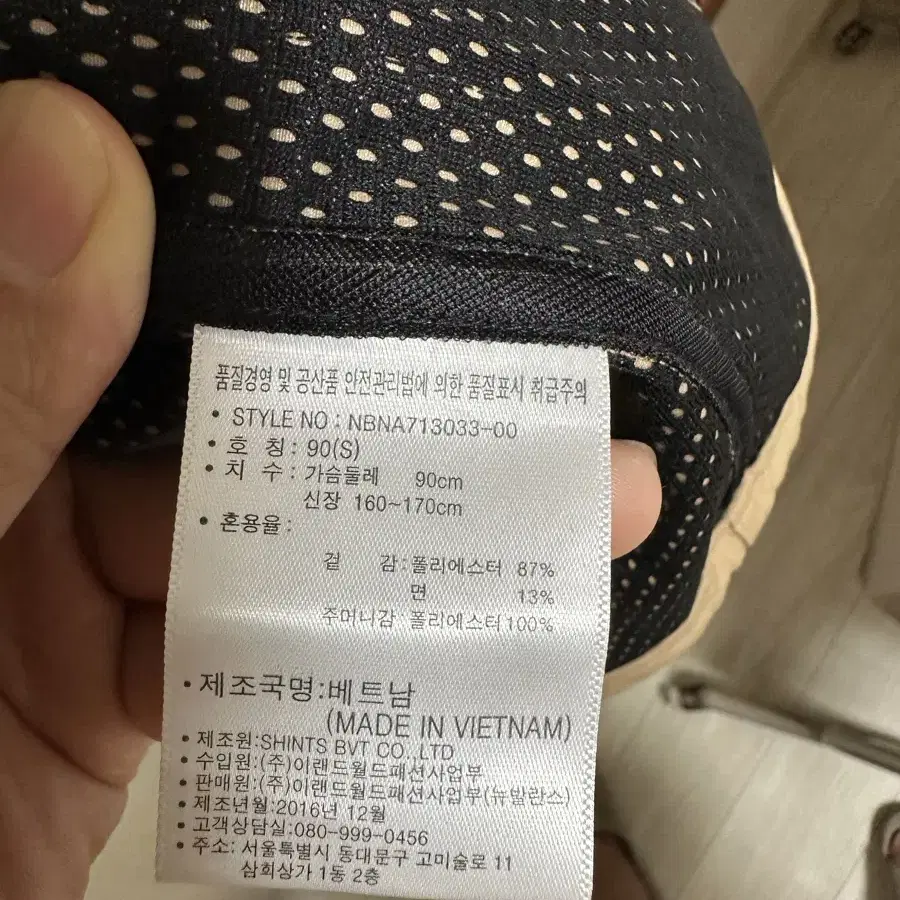 품질경영 및 공산품 안전관리법에 의한 품질표시 취급주의
• STYLE NO : NBNA713033-00
• 호 칭 : 90(S)
• 치 수 : 가슴둘레 90cm
신장 160~170cm
• 혼용율 :
겉 감 : 폴리에스터 87%
면 13%
주머니감 폴리에스터 100%
• 제조국명:베트남
(MADE IN VIETNAM)
• 제조원:SHINTS BVT CO.,LTD
• 수입원:(주)이랜드월드패션사업부
• 판매원:(주)이랜드월드패션사업부(뉴발란스)
• 제조년월:2016년 12월
• 고객상담실:080-999-0456
• 주소: 서울특별시 동대문구 고미술로 11
삼희상가 1동 2층